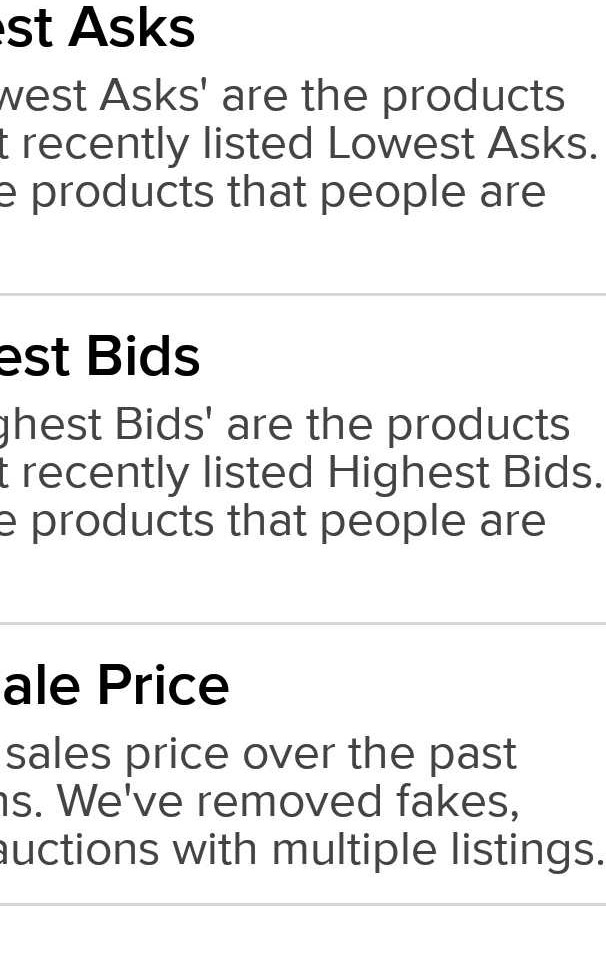 est Asks
west Asks' are the products
t recently listed Lowest Asks.
e products that people are
est Bids
ghest Bids' are the products
t recently listed Highest Bids.
e products that people are
ale Price
sales price over the past
ns. We've removed fakes,
auctions with multiple listings.